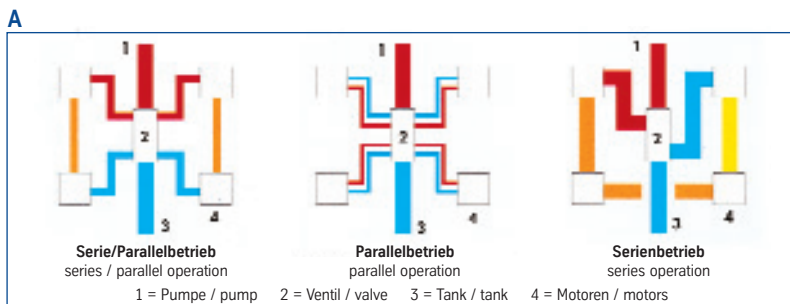 A
1 1 1
2 2 2
4 4 4
3 3 3
Serie/Parallelbetrieb Parallelbetrieb Serienbetrieb
series / parallel operation parallel operation series operation
1 = Pumpe / pump 2 = Ventil / valve 3 = Tank / tank 4 = Motoren / motors